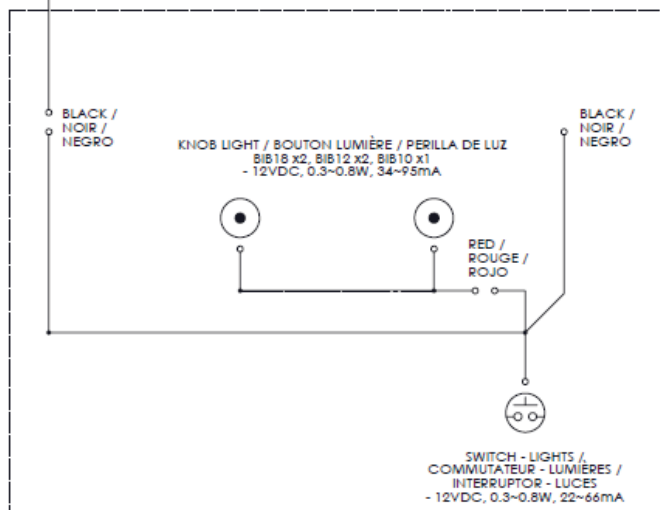 BLACK /
NOIR /
NEGRO
KNOB LIGHT / BOUTON LUMIÈRE / PERILLA DE LUZ
BIB18 x2, BIB12 x2, BIB10 x1
- 12VDC, 0.3~0.8W, 34~95mA
BLACK /
NOIR /
NEGRO
RED /
ROUGE /
ROJO
SWITCH - LIGHTS /
COMMUTATEUR - LUMIÈRES /
INTERRUPTOR - LUCES
- 12VDC, 0.3~0.8W, 22~66mA